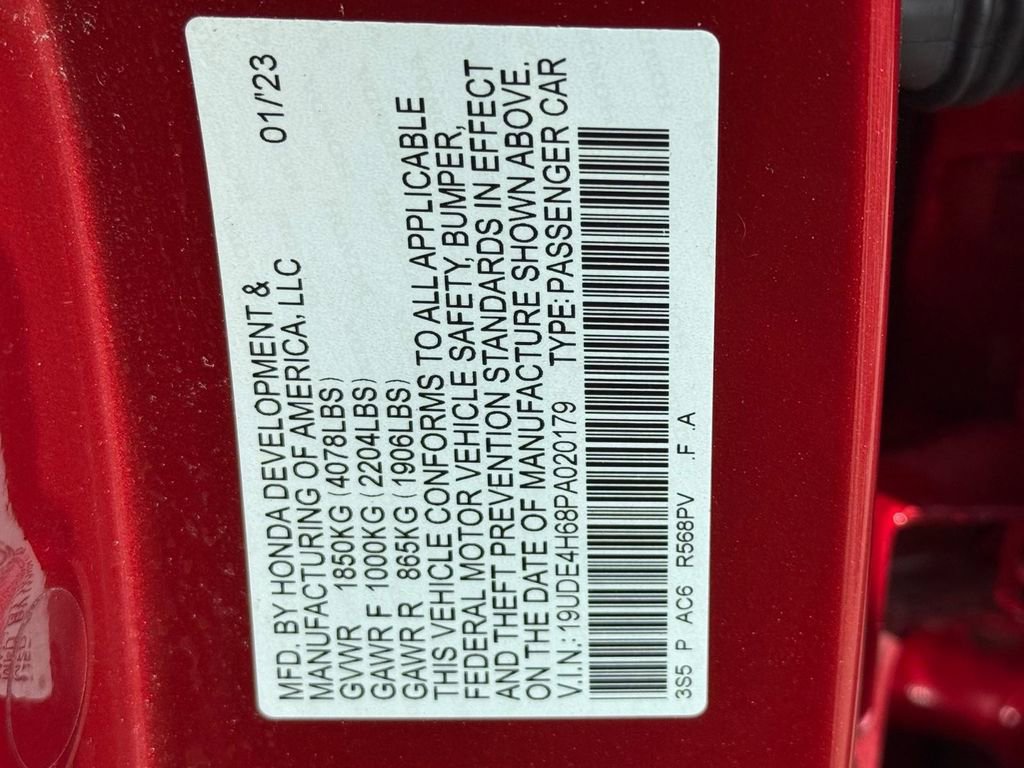 MFD. BY HONDA DEVELOPMENT & 01/'23
MANUFACTURING OF AMERICA, LLC
GVWR 1850KG (4078LBS)
GAWR F 1000KG (2204LBS)
GAWR R 865KG (1906LBS)
THIS VEHICLE CONFORMS TO ALL APPLICABLE
FEDERAL MOTOR VEHICLE SAFETY, BUMPER,
AND THEFT PREVENTION STANDARDS IN EFFECT
ON THE DATE OF MANUFACTURE SHOWN ABOVE.
V.I.N.: 19UDE4H68PA020179 TYPE: PASSENGER CAR
3S5 P AC6 R568PV .F .A